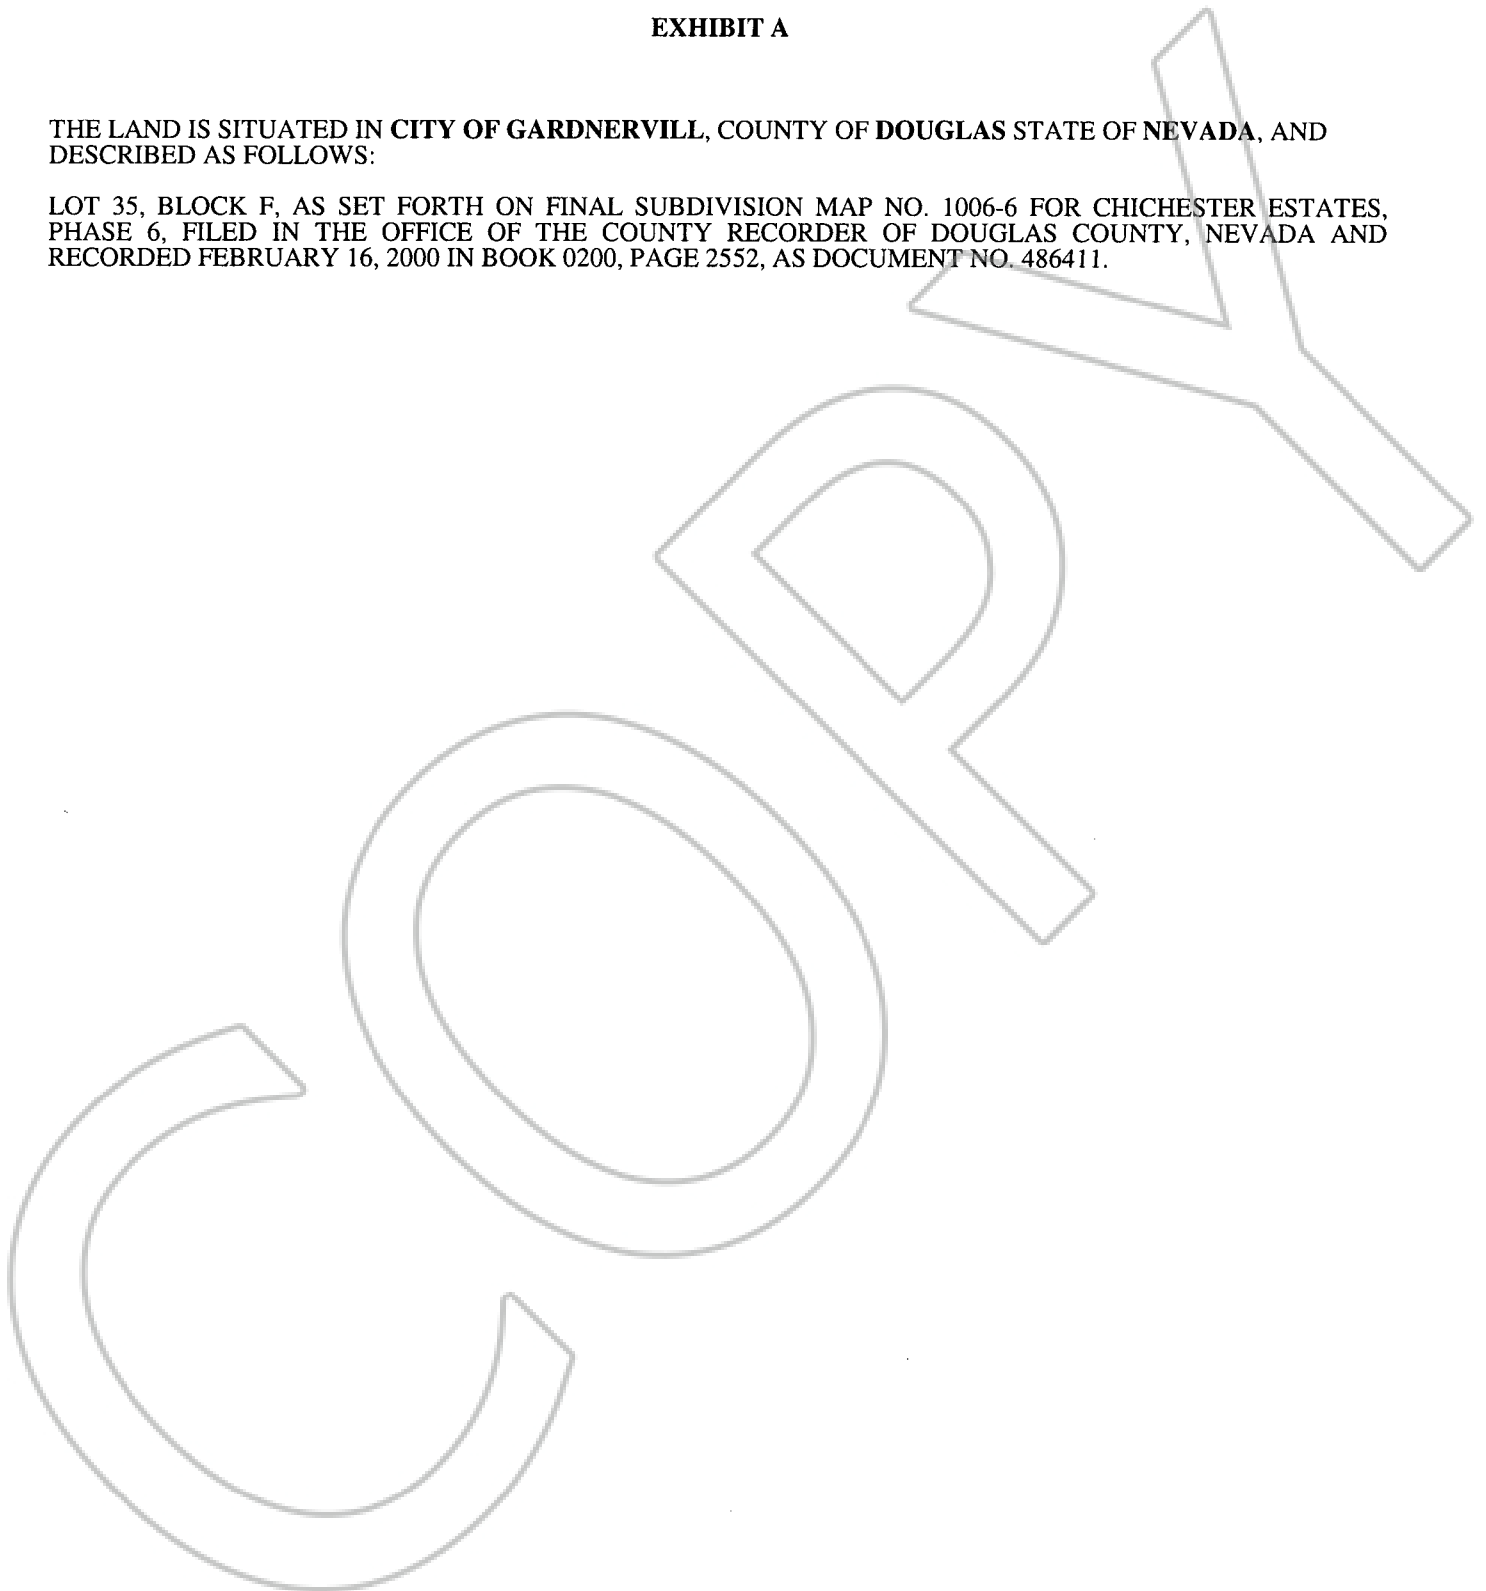 EXHIBIT A
THE LAND IS SITUATED IN CITY OF GARDNERVILL, COUNTY OF DOUGLAS STATE OF NEVADA, AND
DESCRIBED AS FOLLOWS:
LOT 35, BLOCK F, AS SET FORTH ON FINAL SUBDIVISION MAP NO. 1006-6 FOR CHICHESTER ESTATES,
PHASE 6, FILED IN THE OFFICE OF THE COUNTY RECORDER OF DOUGLAS COUNTY, NEVADA AND
RECORDED FEBRUARY 16, 2000 IN BOOK 0200, PAGE 2552, AS DOCUMENT NO. 486411.
COPY